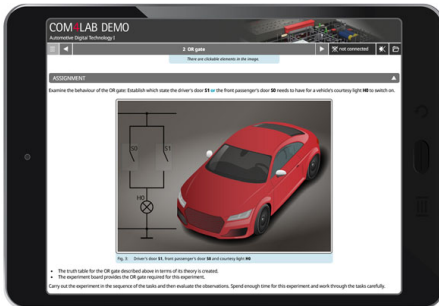 COM4LAB DEMO
Automotive Digital Technology I
2 OR gate
not connected
There are clickable elements in the image.
ASSIGNMENT
Examine the behaviour of the OR gate: Establish which state the driver's door S1 or the front passenger's door S0 needs to have for a vehicle's courtesy light H0 to switch on.
S0
S1
H0
Fig. 3: Driver's door S1, front passenger's door S0 and courtesy light H0
• The truth table for the OR gate described above in terms of its theory is created.
• The experiment board provides the OR gate required for this experiment.
Carry out the experiment in the sequence of the tasks and then evaluate the observations. Spend enough time for this experiment and work through the tasks carefully.